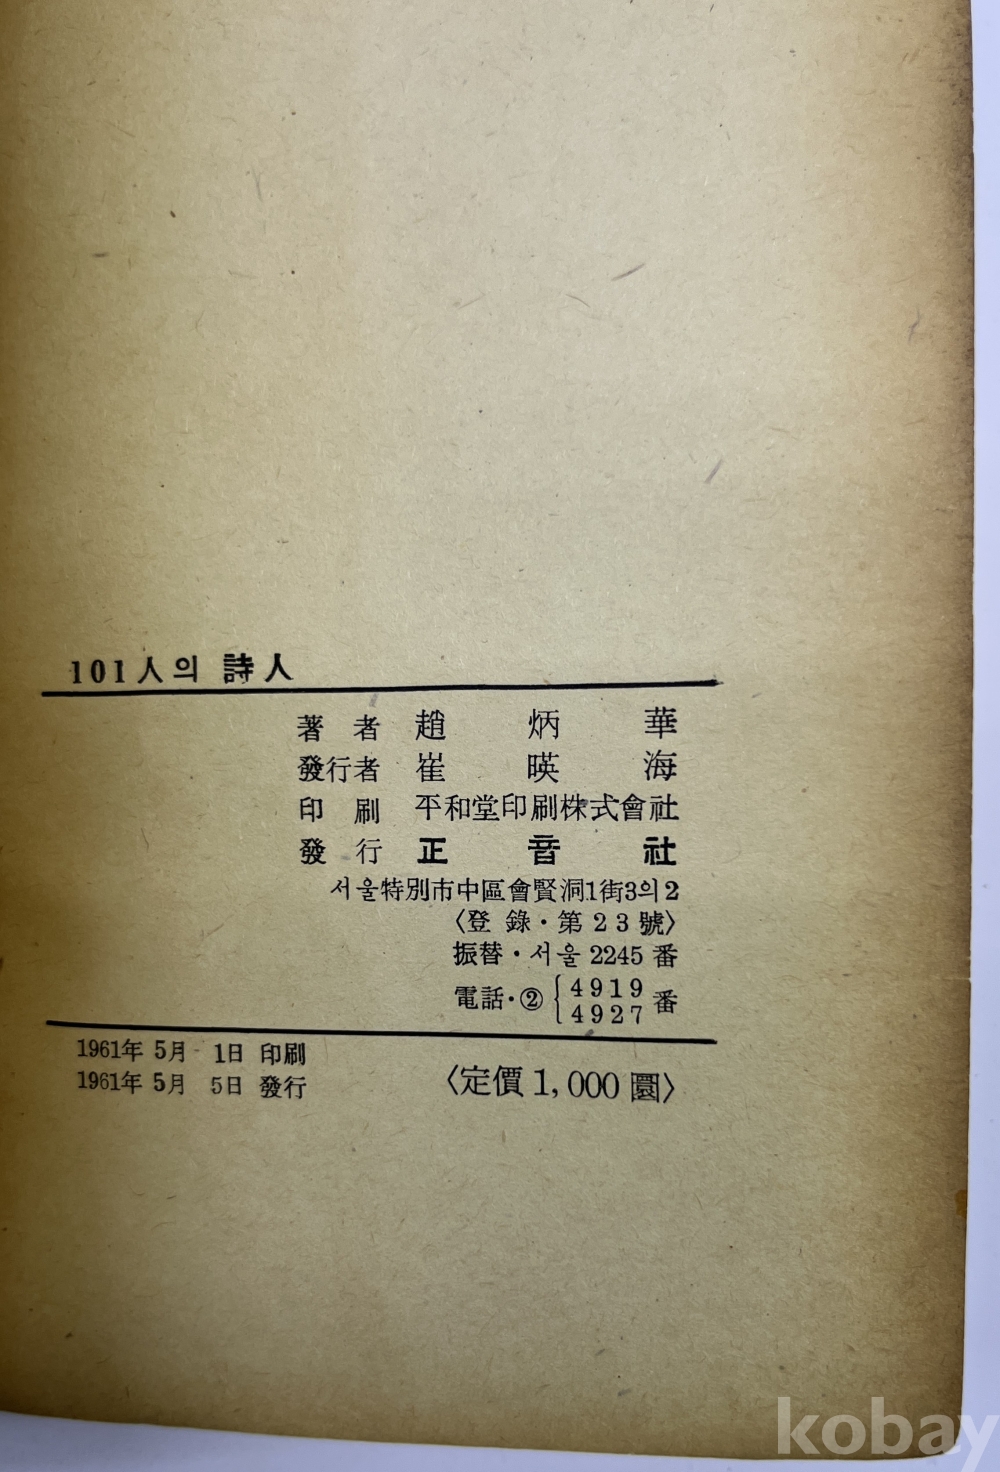 101人의 詩人
著 者 趙 炳 華
發行者 崔 暎 海
印 刷 平和堂印刷株式會社
發 行 正 音 社
서울特別市中區會賢洞1街3의2
〈登 錄 · 第 2 3 號〉
振替 · 서울 2245 番
電話 · ② { 4919 4927 番
1961年 5月 1日 印刷
1961年 5月 5日 發行
〈定價 1,000 圜〉
kobay